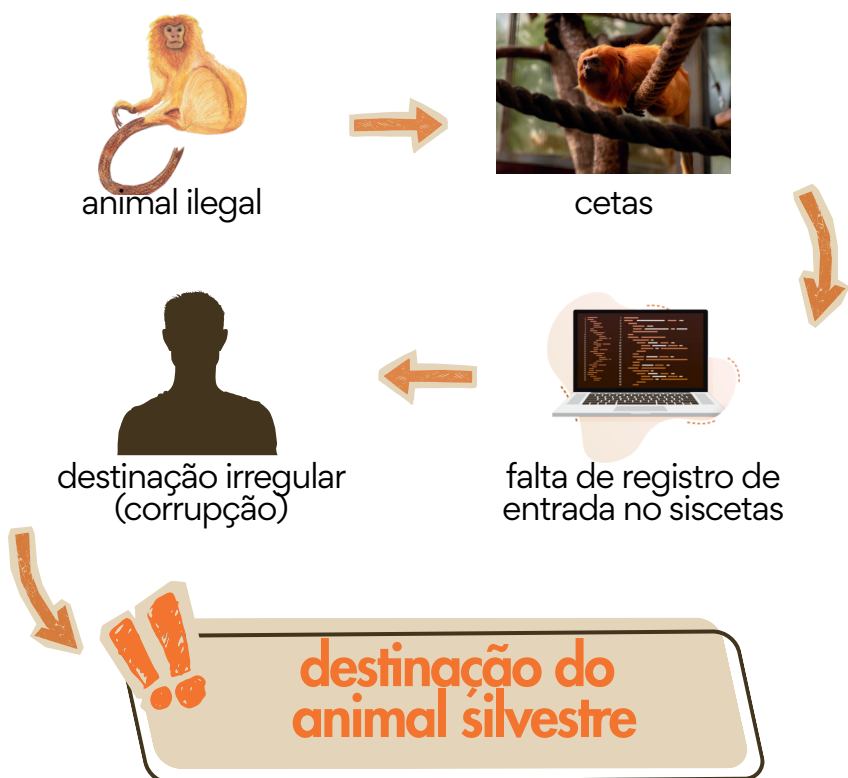 animal ilegal
cetas
falta de registro de
entrada no siscetas
destinação irregular
(corrupção)
destinação do
animal silvestre